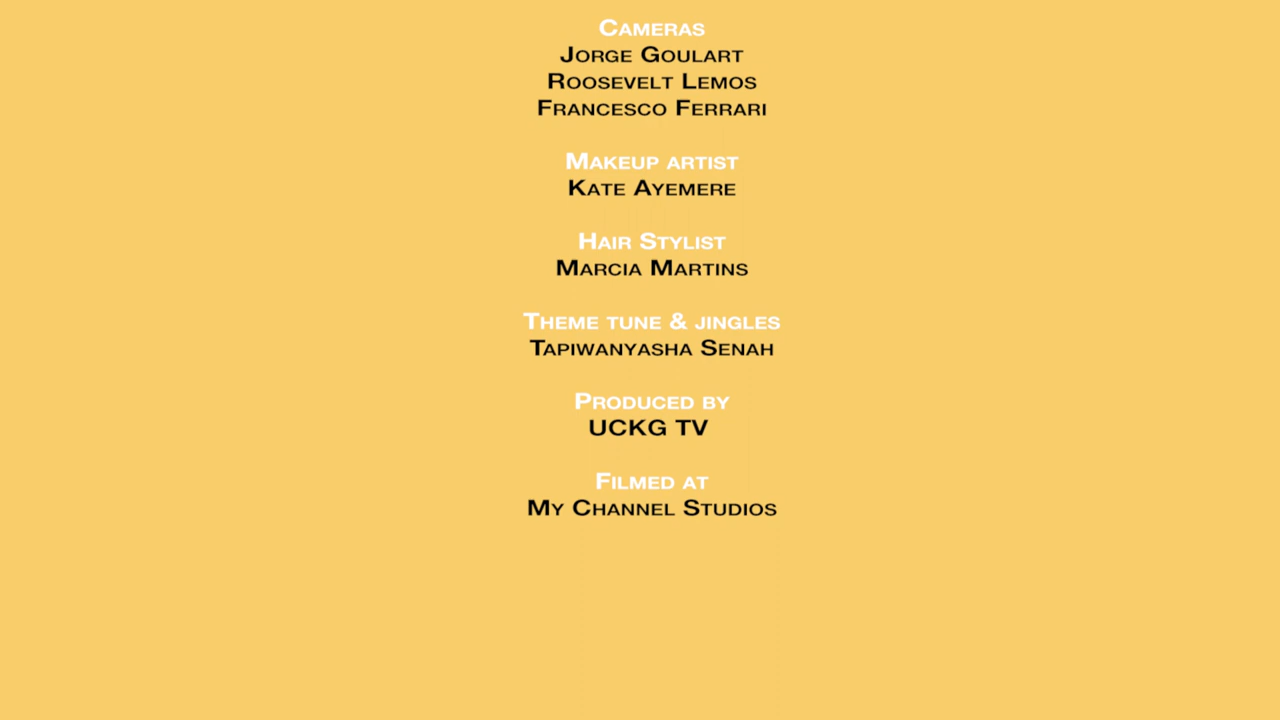 Cameras
Jorge Goulart
Roosevelt Lemos
Francesco Ferrari
Makeup artist
Kate Ayemere
Hair Stylist
Marcia Martins
Theme tune & jingles
Tapiwanyasha Senah
Produced by
UCKG TV
Filmed at
My Channel Studios